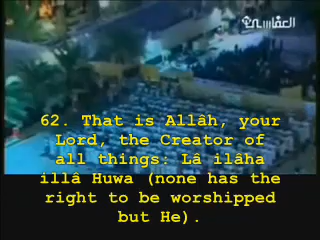 العفاسي
62. That is Allâh, your
Lord, the Creator of
all things: Lâ ilâha
illâ Huwa (none has the
right to be worshipped
but He).